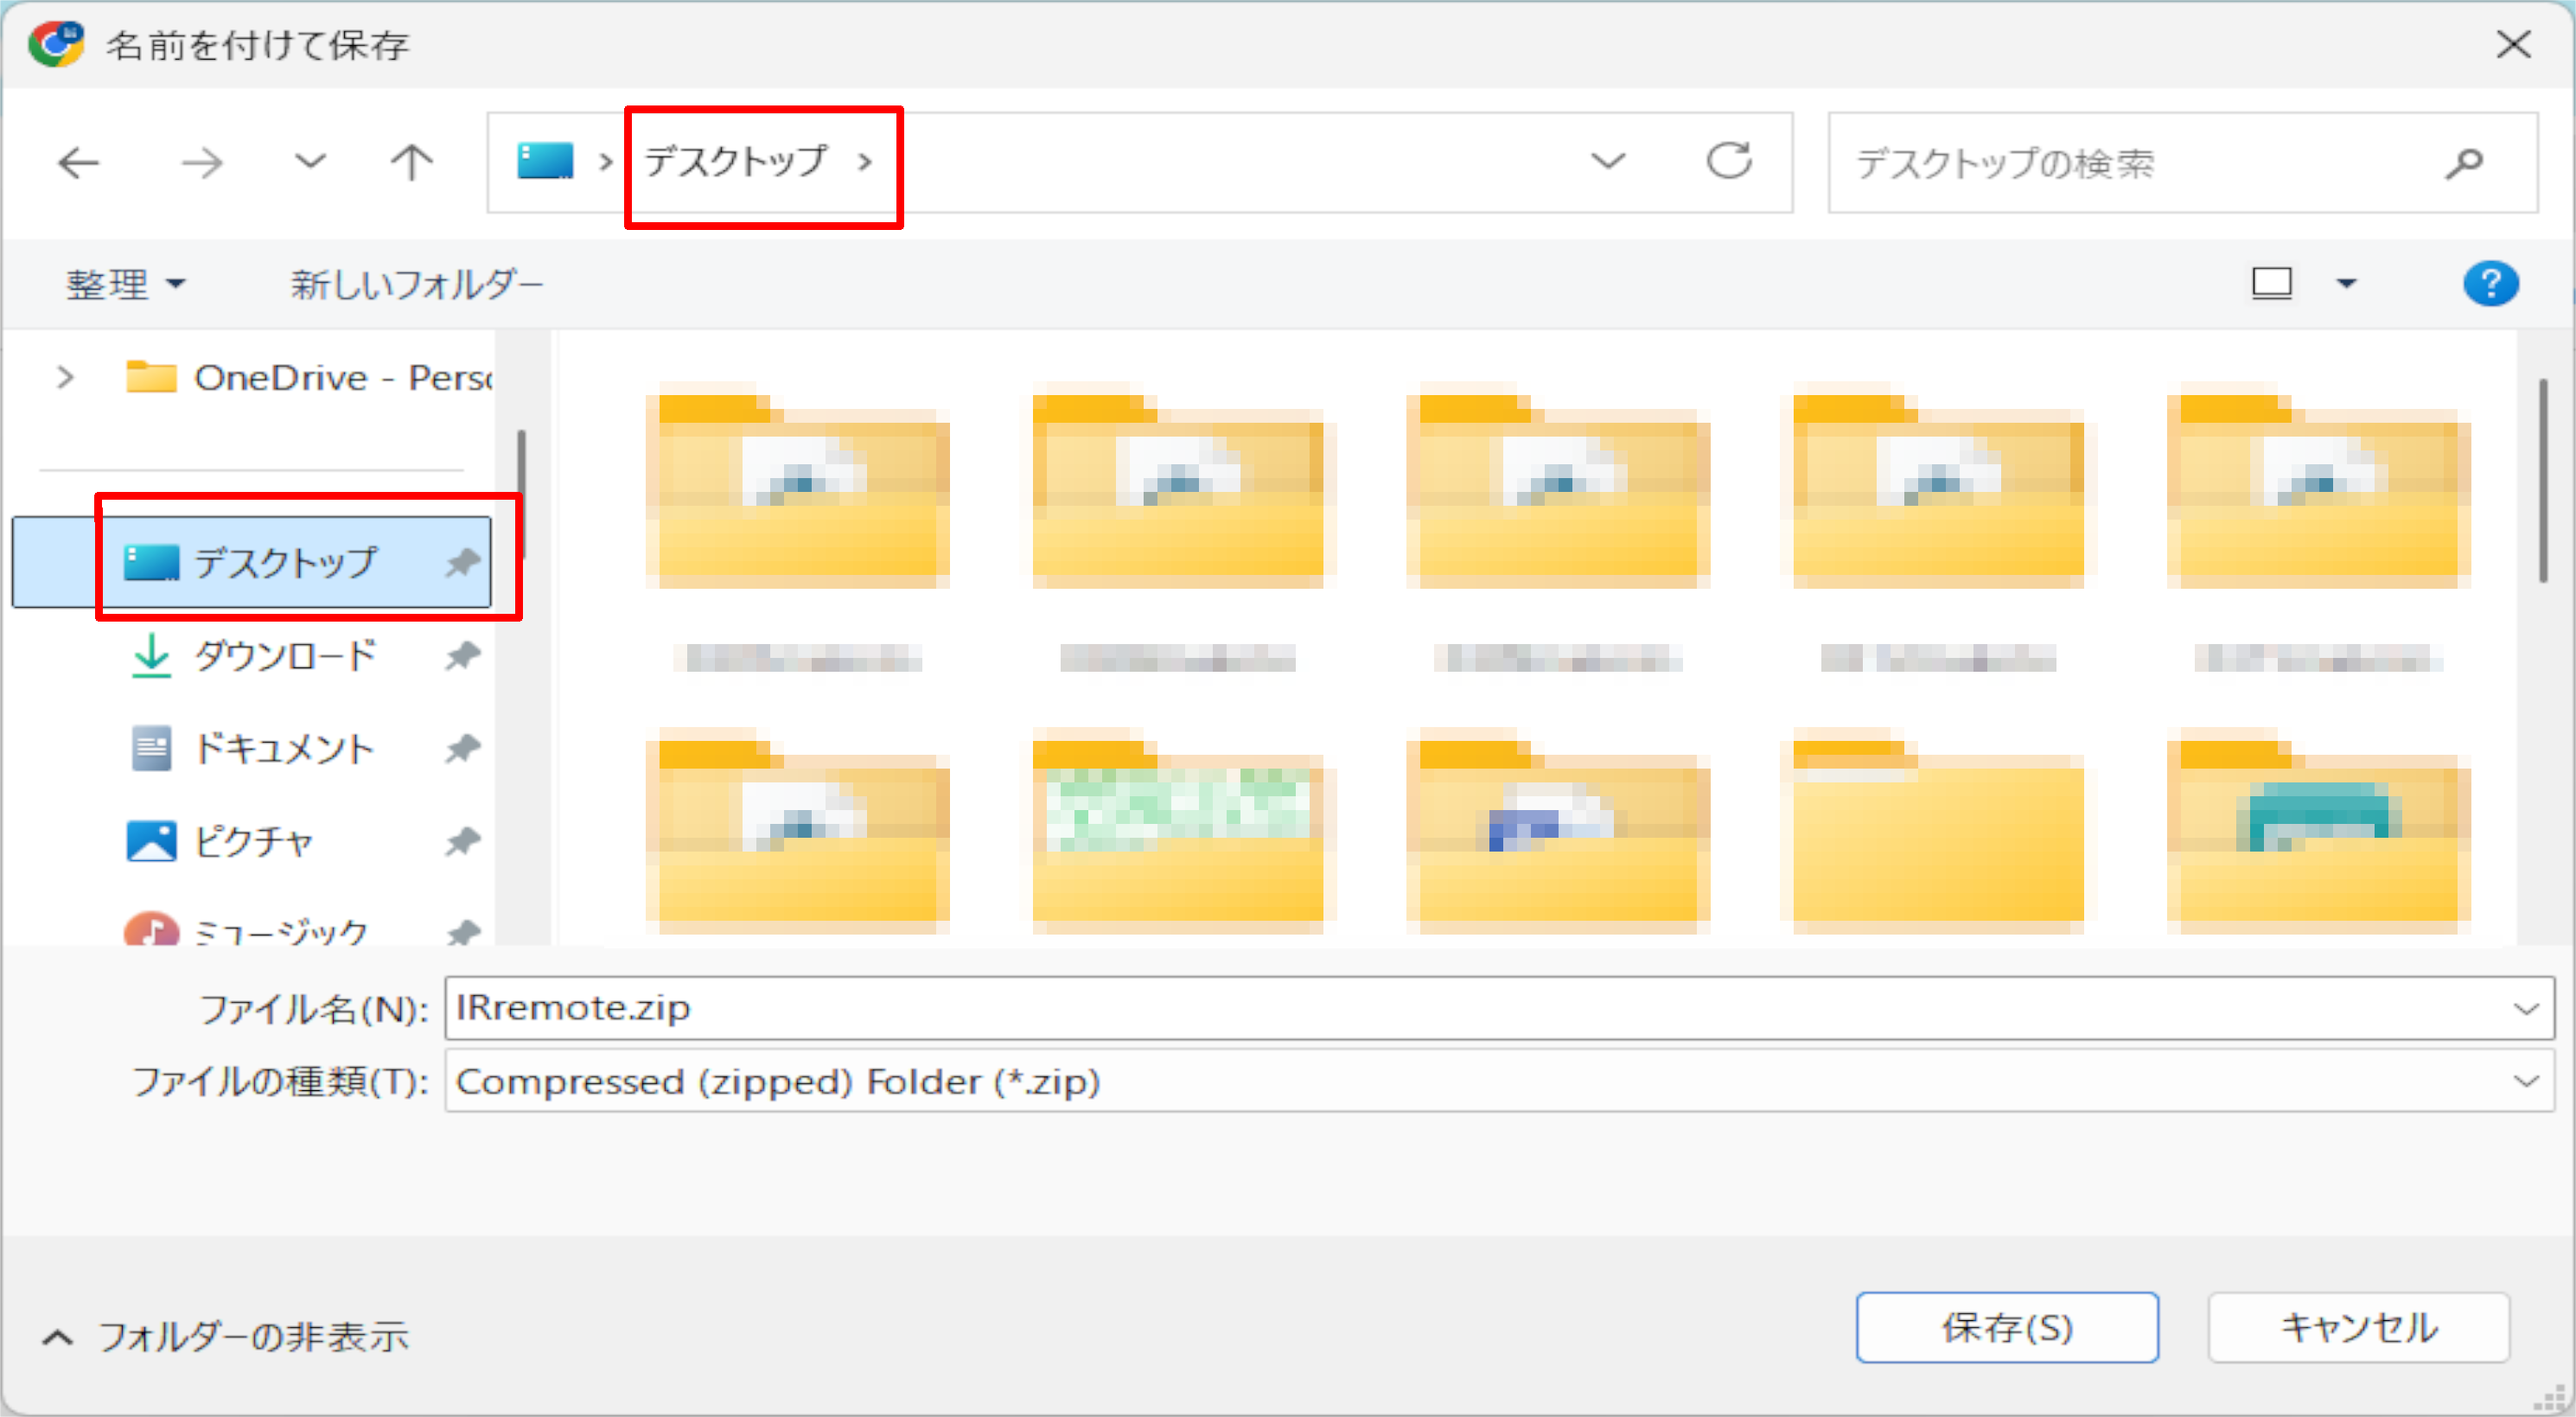 名前を付けて保存
デスクトップ
デスクトップの検索
整理
新しいフォルダー
?
OneDrive - Perso
デスクトップ
ダウンロード
ドキュメント
ピクチャ
ミュージック
ファイル名(N): IRremote.zip
ファイルの種類(T): Compressed (zipped) Folder (*.zip)
フォルダーの非表示
保存(S)
キャンセル